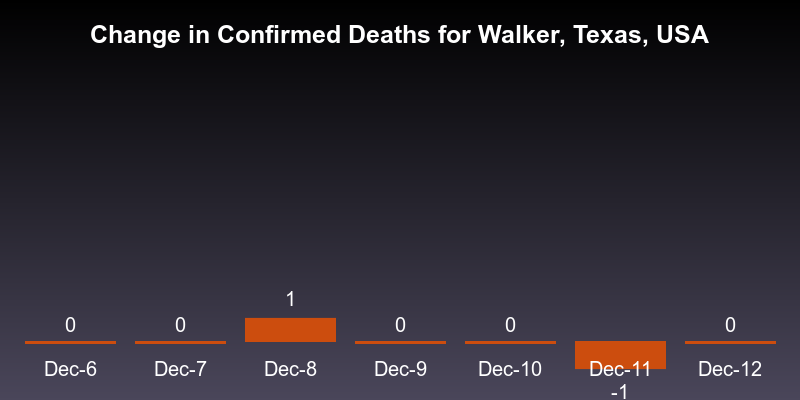 Change in Confirmed Deaths for Walker, Texas, USA
1
0 0 0 0 0
Dec-6 Dec-7 Dec-8 Dec-9 Dec-10 Dec-11 Dec-12
-1